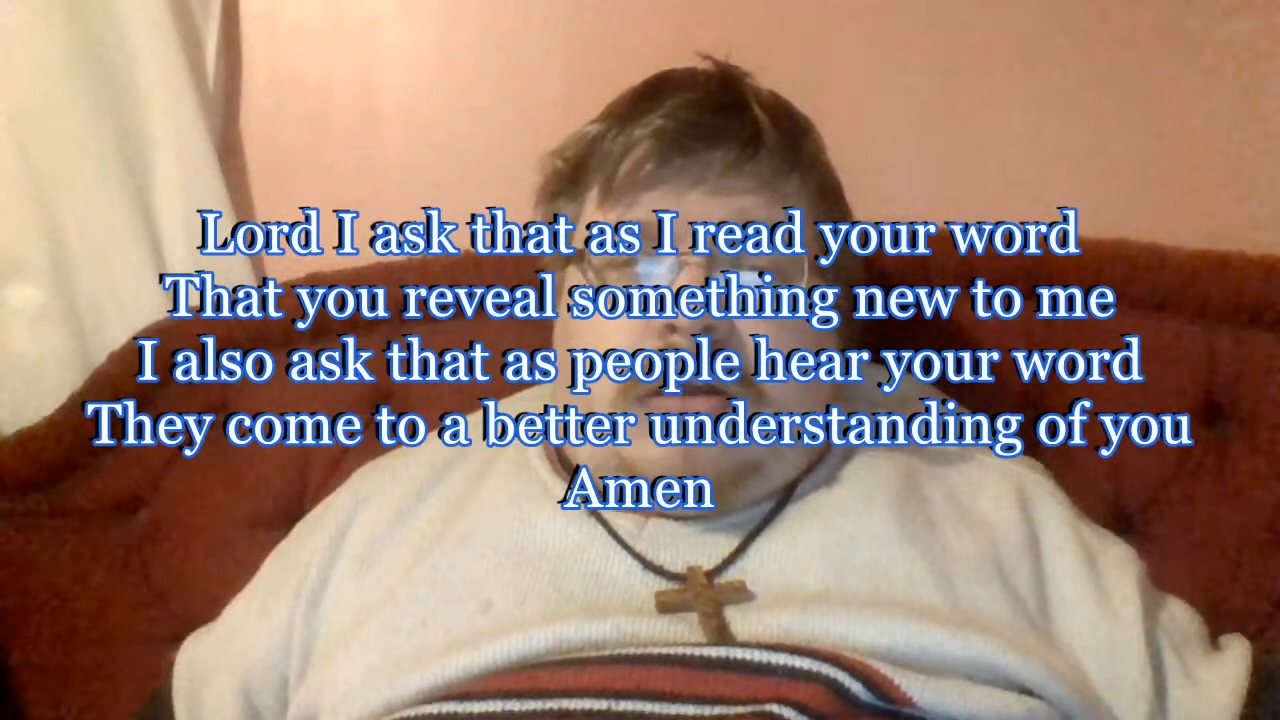 Lord I ask that as I read your word
That you reveal something new to me
I also ask that as people hear your word
They come to a better understanding of you
Amen